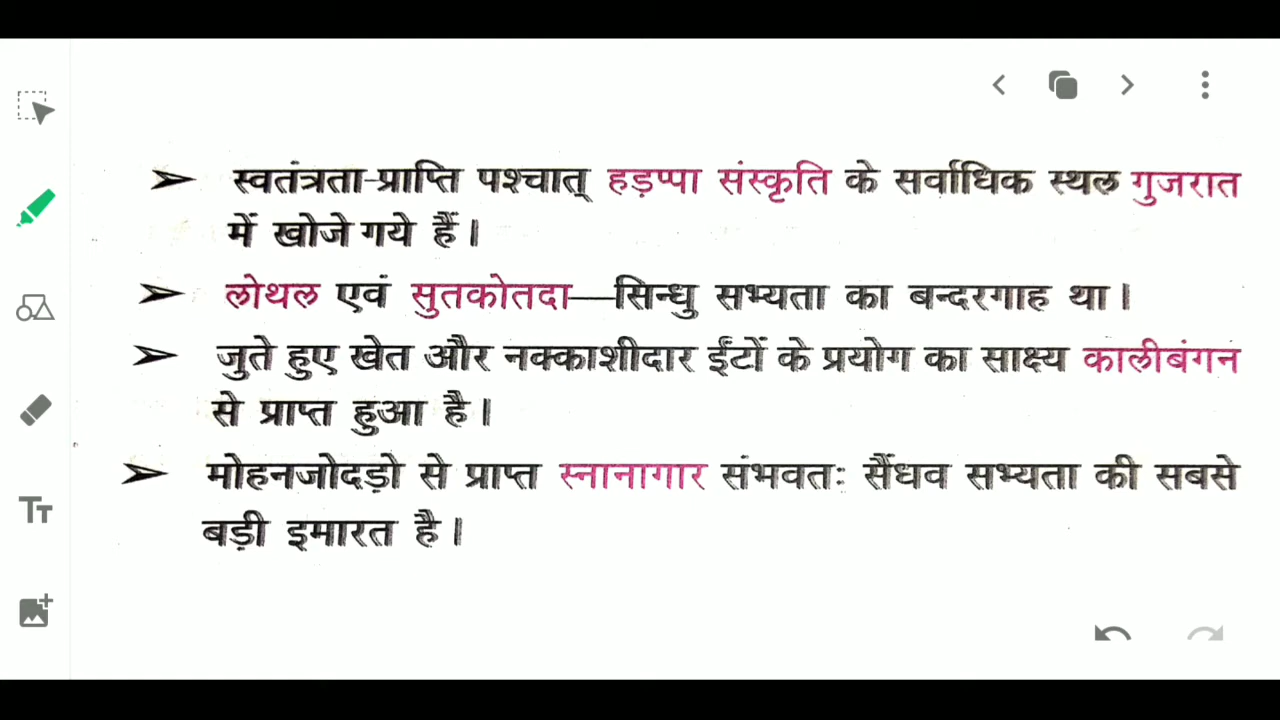 ➢ स्वतंत्रता-प्राप्ति पश्चात् हड़प्पा संस्कृति के सर्वाधिक स्थल गुजरात
में खोजे गये हैं।
➢ लोथल एवं सुतकोतदा—सिन्धु सभ्यता का बन्दरगाह था।
➢ जुते हुए खेत और नक्काशीदार ईंटों के प्रयोग का साक्ष्य कालीबंगन
से प्राप्त हुआ है।
➢ मोहनजोदड़ो से प्राप्त स्नानागार संभवतः सैंधव सभ्यता की सबसे
बड़ी इमारत है।
Tт